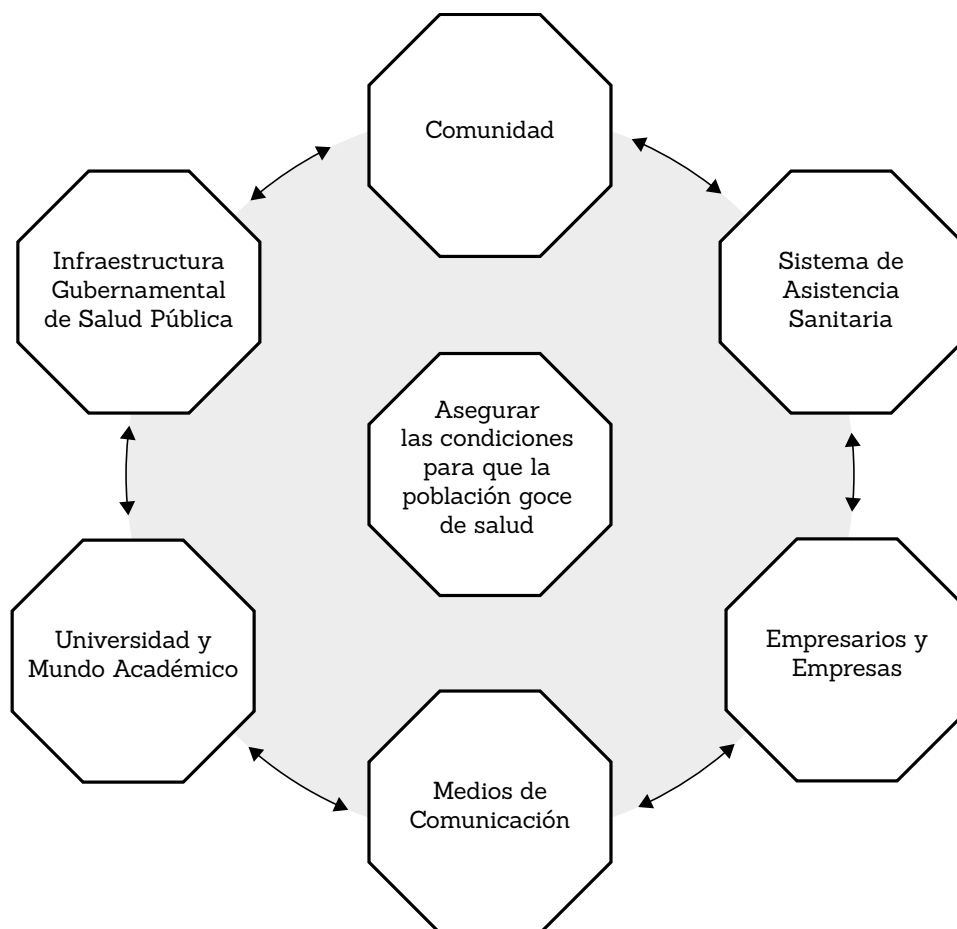 Comunidad
Infraestructura
Gubernamental
de Salud Pública
Sistema de
Asistencia
Sanitaria
Asegurar
las condiciones
para que la
población goce
de salud
Universidad y
Mundo Académico
Empresarios y
Empresas
Medios de
Comunicación